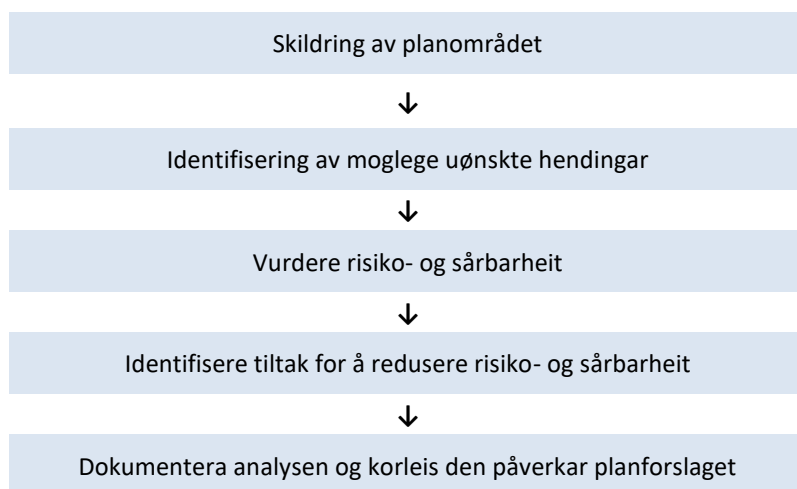 Skildring av planområdet
↓
Identifisering av moglege uønskte hendingar
↓
Vurdere risiko- og sårbarheit
↓
Identifisere tiltak for å redusere risiko- og sårbarheit
↓
Dokumentera analysen og korleis den påverkar planforslaget